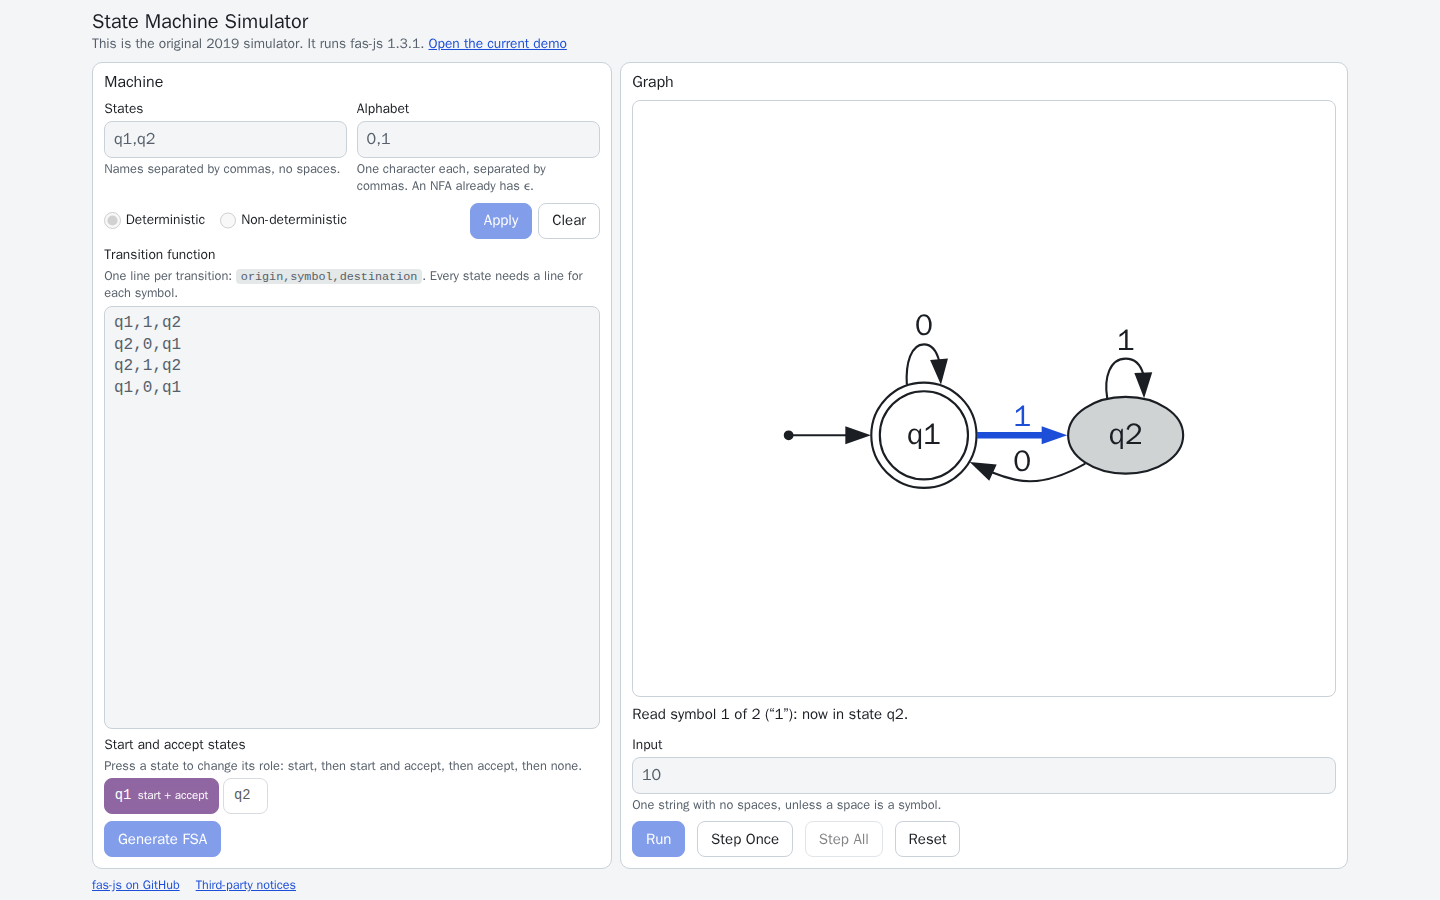 State Machine Simulator
This is the original 2019 simulator. It runs fas-js 1.3.1. Open the current demo
Machine
States
Alphabet
q1,q2
0,1
Names separated by commas, no spaces.
One character each, separated by
commas. An NFA already has ϵ.
Deterministic
Non-deterministic
Apply
Clear
Transition function
One line per transition: origin,symbol,destination. Every state needs a line for
each symbol.
q1,1,q2
q2,0,q1
q2,1,q2
q1,0,q1
Start and accept states
Press a state to change its role: start, then start and accept, then accept, then none.
q1 start + accept
q2
Generate FSA
Graph
0
1
1
q1
q2
0
Read symbol 1 of 2 (“1”): now in state q2.
Input
10
One string with no spaces, unless a space is a symbol.
Run
Step Once
Step All
Reset
fas-js on GitHub
Third-party notices